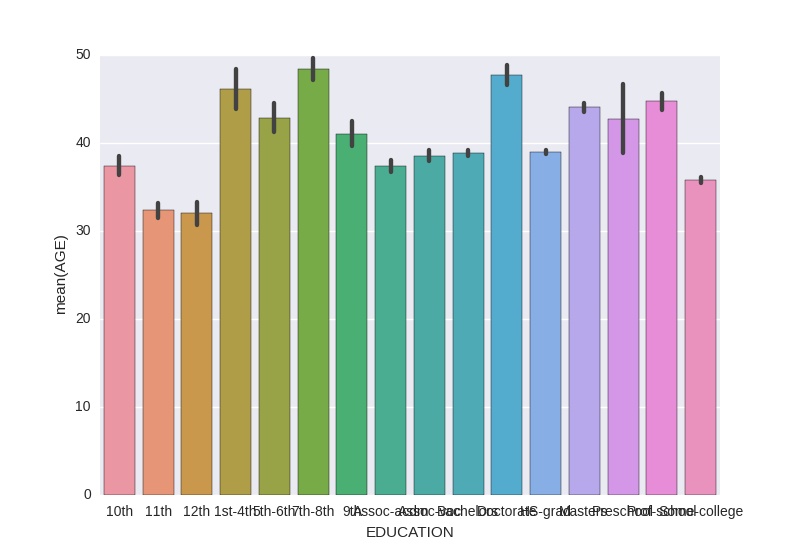 50
40
30
20
10
0
mean(AGE)
10th 11th 12th 1st-4th 5th-6th 7th-8th 9th Assoc-acdm Assoc-voc Bachelors Doctorate HS-grad Masters Preschool Prof-school Some-college
EDUCATION